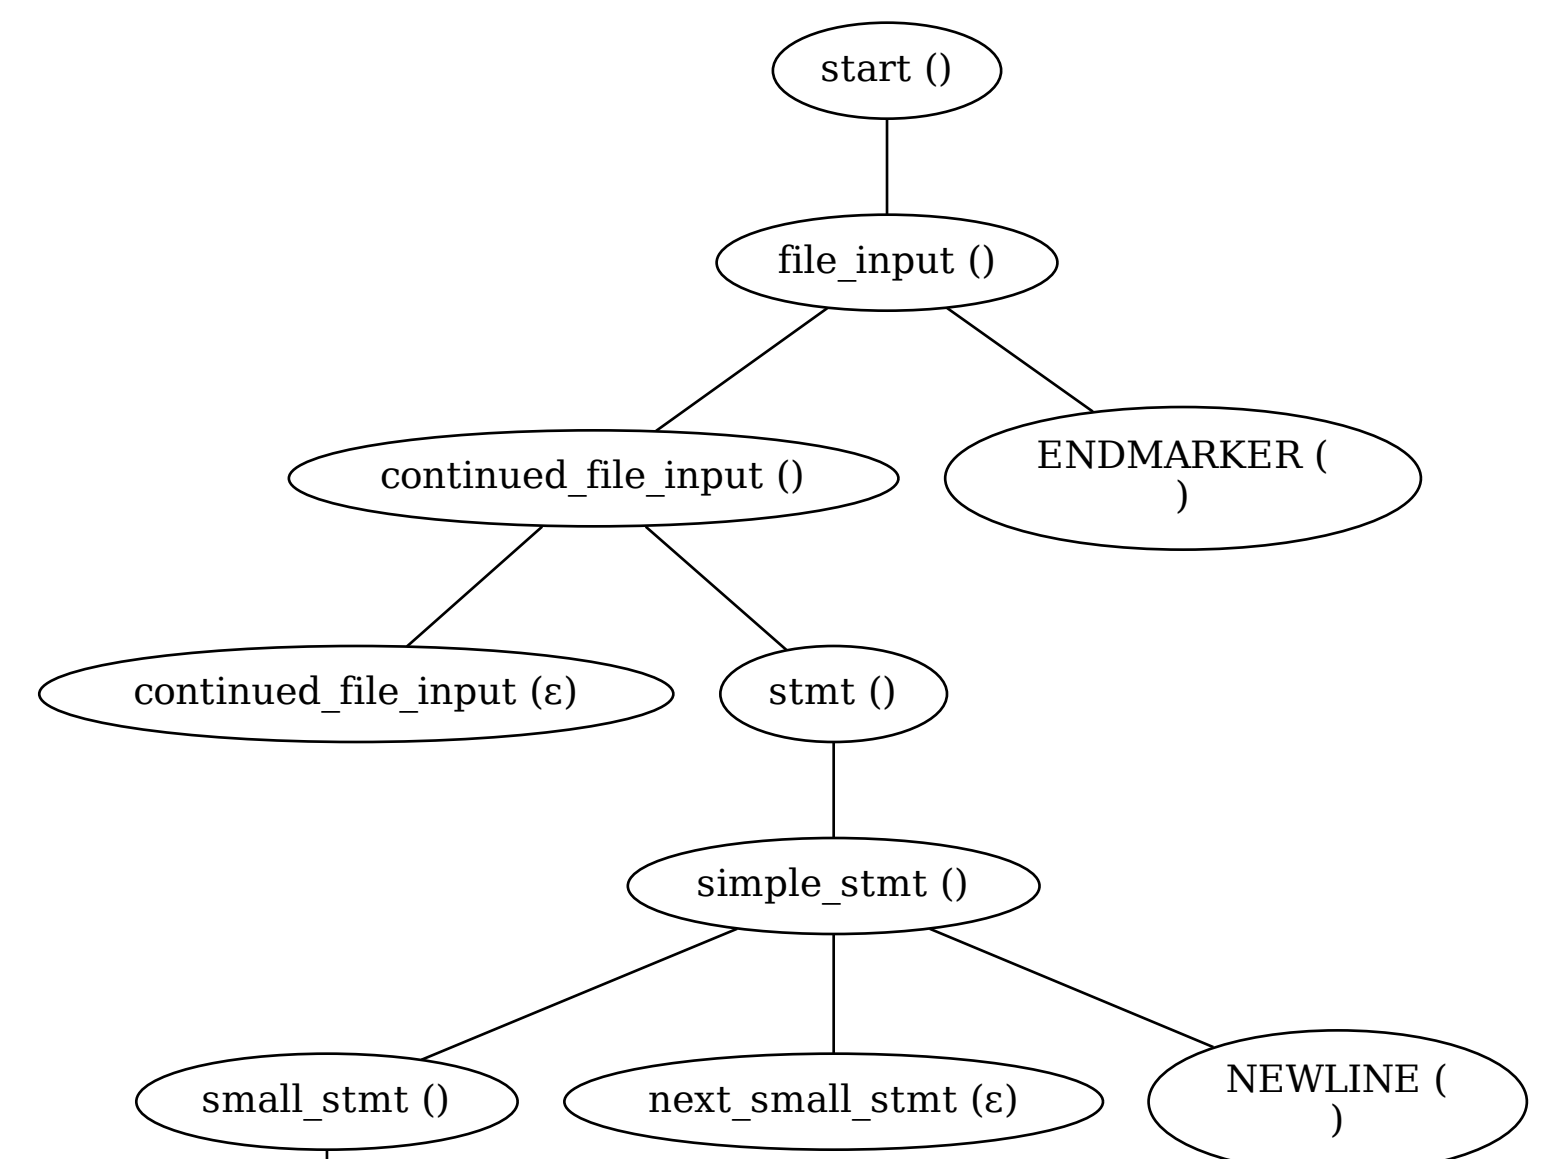 start ()
file_input ()
continued_file_input ()
ENDMARKER (
)
continued_file_input (ε)
stmt ()
simple_stmt ()
small_stmt ()
next_small_stmt (ε)
NEWLINE (
)